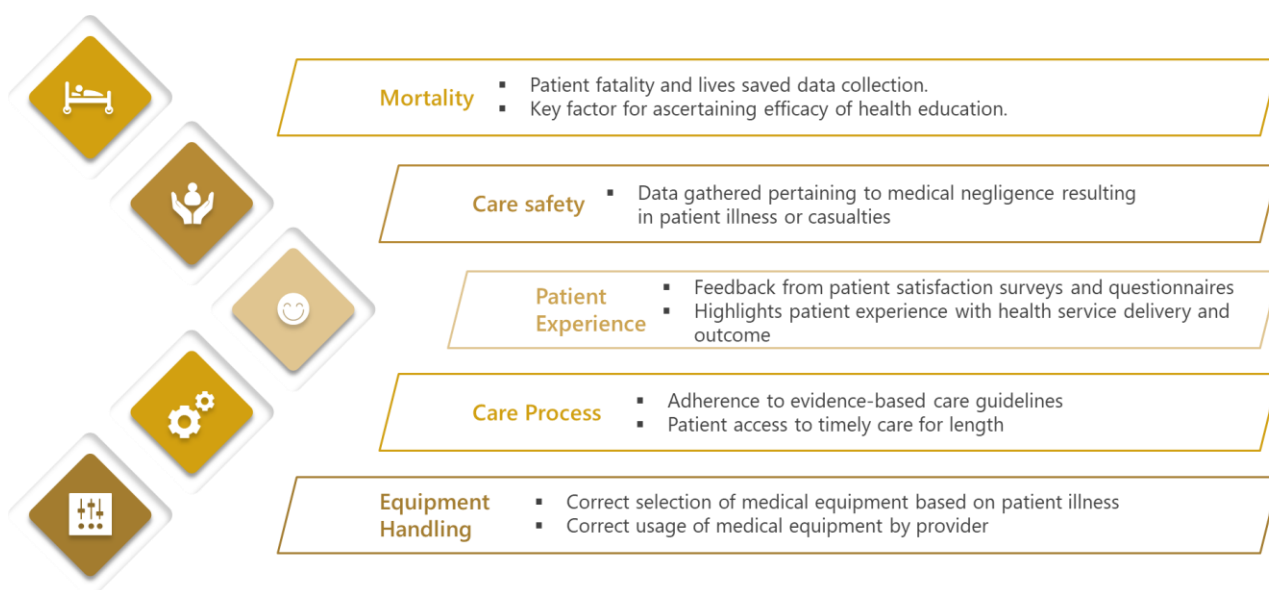 Mortality
▪ Patient fatality and lives saved data collection.
▪ Key factor for ascertaining efficacy of health education.
Care safety
▪ Data gathered pertaining to medical negligence resulting
in patient illness or casualties
Patient
Experience
▪ Feedback from patient satisfaction surveys and questionnaires
▪ Highlights patient experience with health service delivery and
outcome
Care Process
▪ Adherence to evidence-based care guidelines
▪ Patient access to timely care for length
Equipment
Handling
▪ Correct selection of medical equipment based on patient illness
▪ Correct usage of medical equipment by provider